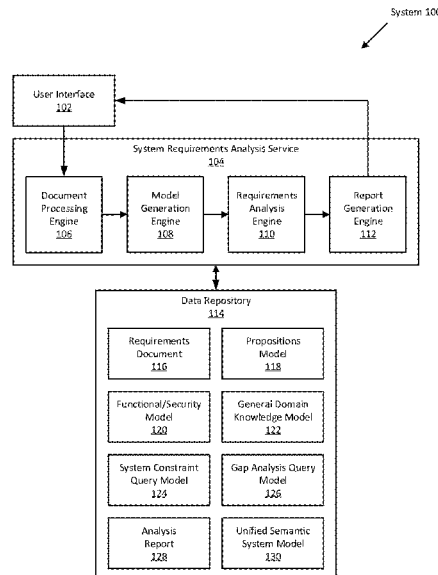 System 100
User Interface
102
System Requirements Analysis Service
104
Document
Processing
Engine
106
Model
Generation
Engine
108
Requirements
Analysis
Engine
110
Report
Generation
Engine
112
Data Repository
114
Requirements
Document
116
Propositions
Model
118
Functional/Security
Model
120
General Domain
Knowledge Model
122
System Constraint
Query Model
124
Gap Analysis Query
Model
126
Analysis
Report
128
Unified Semantic
System Model
130